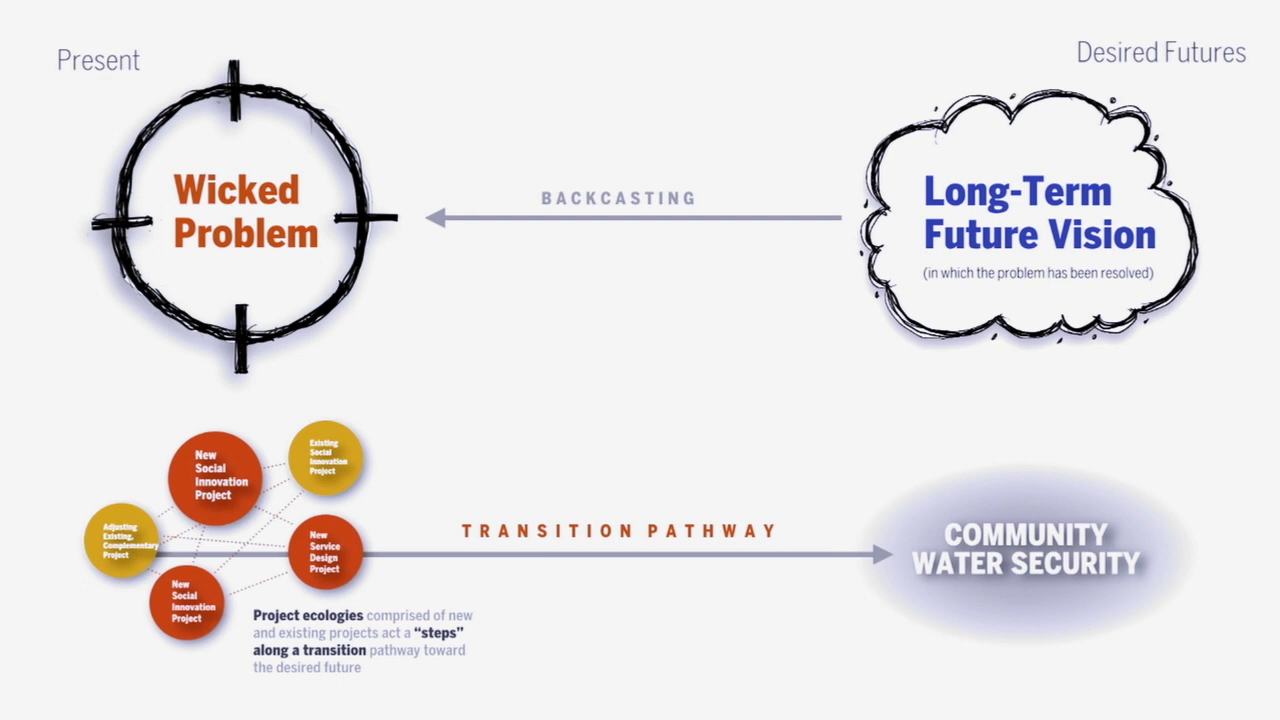 Present
Desired Futures
Wicked
Problem
BACKCASTING
Long-Term
Future Vision
(in which the problem has been resolved)
New
Social
Innovation
Project
Existing
Social
Innovation
Project
Adjusting
Existing,
Complementary
Project
New
Service
Design
Project
New
Social
Innovation
Project
TRANSITION PATHWAY
COMMUNITY
WATER SECURITY
Project ecologies comprised of new
and existing projects act a “steps”
along a transition pathway toward
the desired future